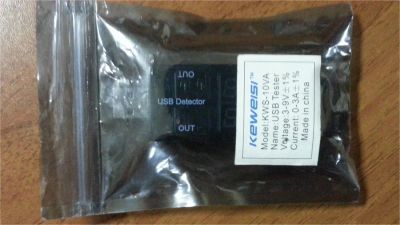 OUT
USB Detector
OUT
KEWEISI™
Model:KWS-10VA
Name:USB Tester
Voltage:3-9V±1%
Current: 0-3A±1%
Made in china